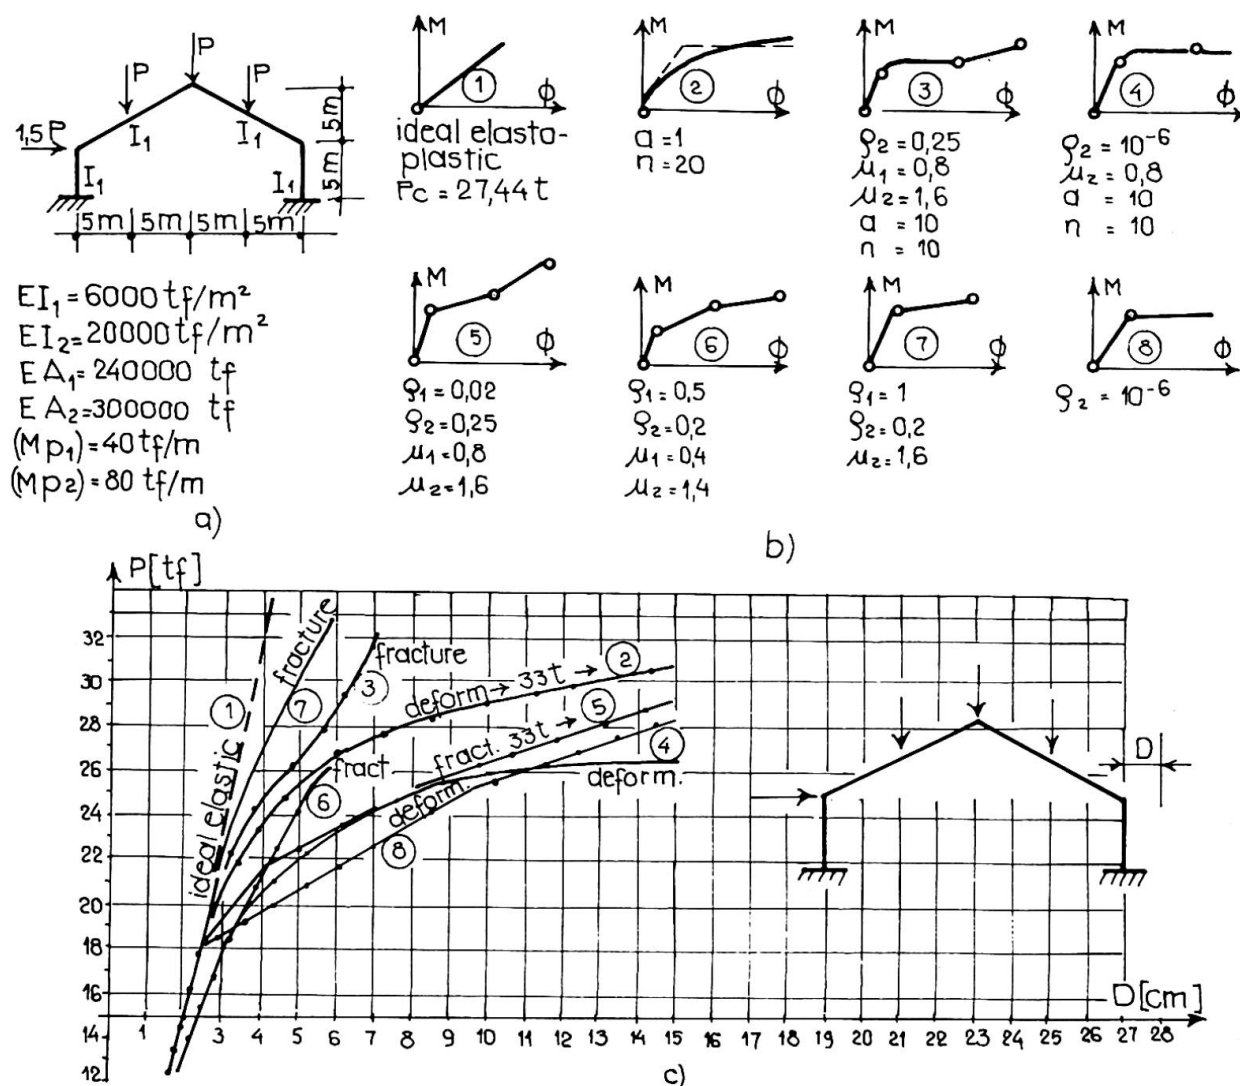 P
P
P
1,5P
I₁
I₁
I₁
I₁
5m
5m
5m 5m 5m 5m
EI₁ = 6000 tf/m²
EI₂ = 20000 tf/m²
EA₁ = 240000 tf
EA₂ = 300000 tf
(Mp₁) = 40 tf/m
(Mp₂) = 80 tf/m
a)
M
1
ϕ
ideal elasto-
plastic
Pc = 27,44 t
M
2
ϕ
a = 1
n = 20
M
3
ϕ
ρ₂ = 0,25
μ₁ = 0,8
μ₂ = 1,6
a = 10
n = 10
M
4
ϕ
ρ₂ = 10⁻⁶
μ₂ = 0,8
a = 10
n = 10
M
5
ϕ
ρ₁ = 0,02
ρ₂ = 0,25
μ₁ = 0,8
μ₂ = 1,6
M
6
ϕ
ρ₁ = 0,5
ρ₂ = 0,2
μ₁ = 0,4
μ₂ = 1,4
M
7
ϕ
ρ₁ = 1
ρ₂ = 0,2
μ₂ = 1,6
M
8
ϕ
ρ₂ = 10⁻⁶
b)
P[tf]
32
30
28
26
24
22
20
18
16
14
12
ideal elastic
1
fracture
7
fracture
3
deform → 33t →
2
fract. 33t →
5
4
deform.
fract
6
deform.
8
D
D[cm]
1 2 3 4 5 6 7 8 9 10 11 12 13 14 15 16 17 18 19 20 21 22 23 24 25 26 27 28
c)